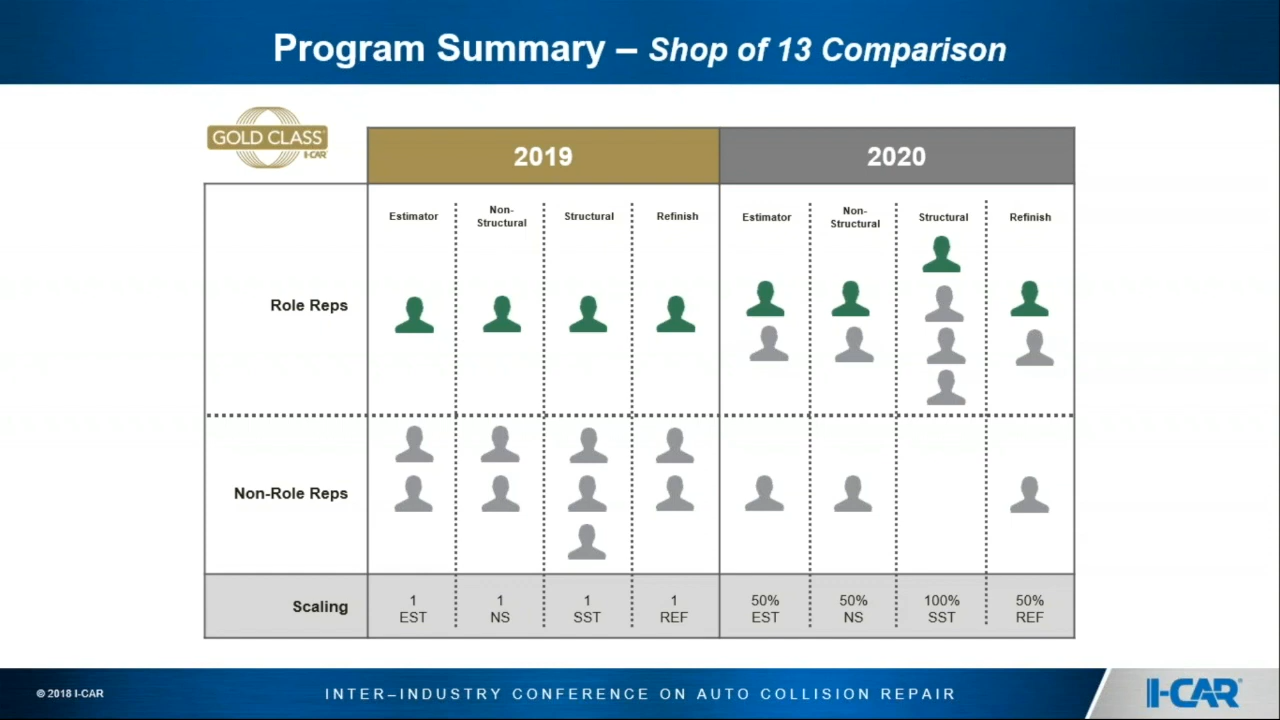 Program Summary – Shop of 13 Comparison
GOLD CLASS®
I-CAR®
2019
2020
Estimator
Non-
Structural
Structural
Refinish
Estimator
Non-
Structural
Structural
Refinish
Role Reps
Non-Role Reps
Scaling
1
EST
1
NS
1
SST
1
REF
50%
EST
50%
NS
100%
SST
50%
REF
© 2018 I-CAR
INTER–INDUSTRY CONFERENCE ON AUTO COLLISION REPAIR
I-CAR®